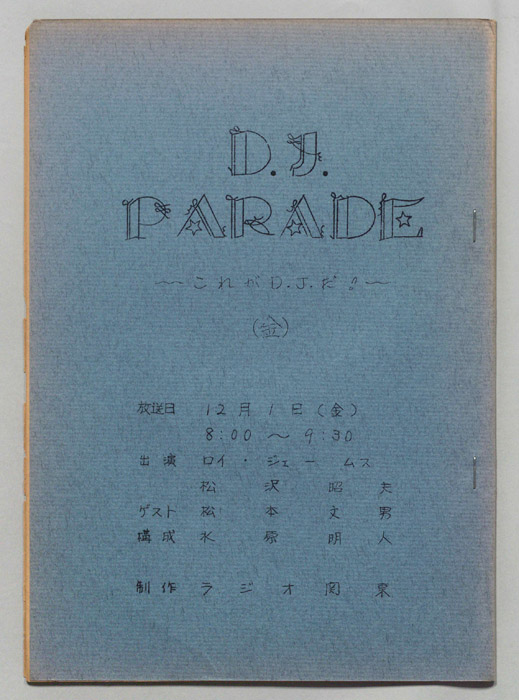 D.J.
PARADE
〜これがD.J.だ!〜
(金)
放送日 12月1日(金)
8:00 〜 9:30
出演 ロイ・ジェームス
松沢昭夫
ゲスト 松本文男
構成 水原明人
制作 ラジオ関東